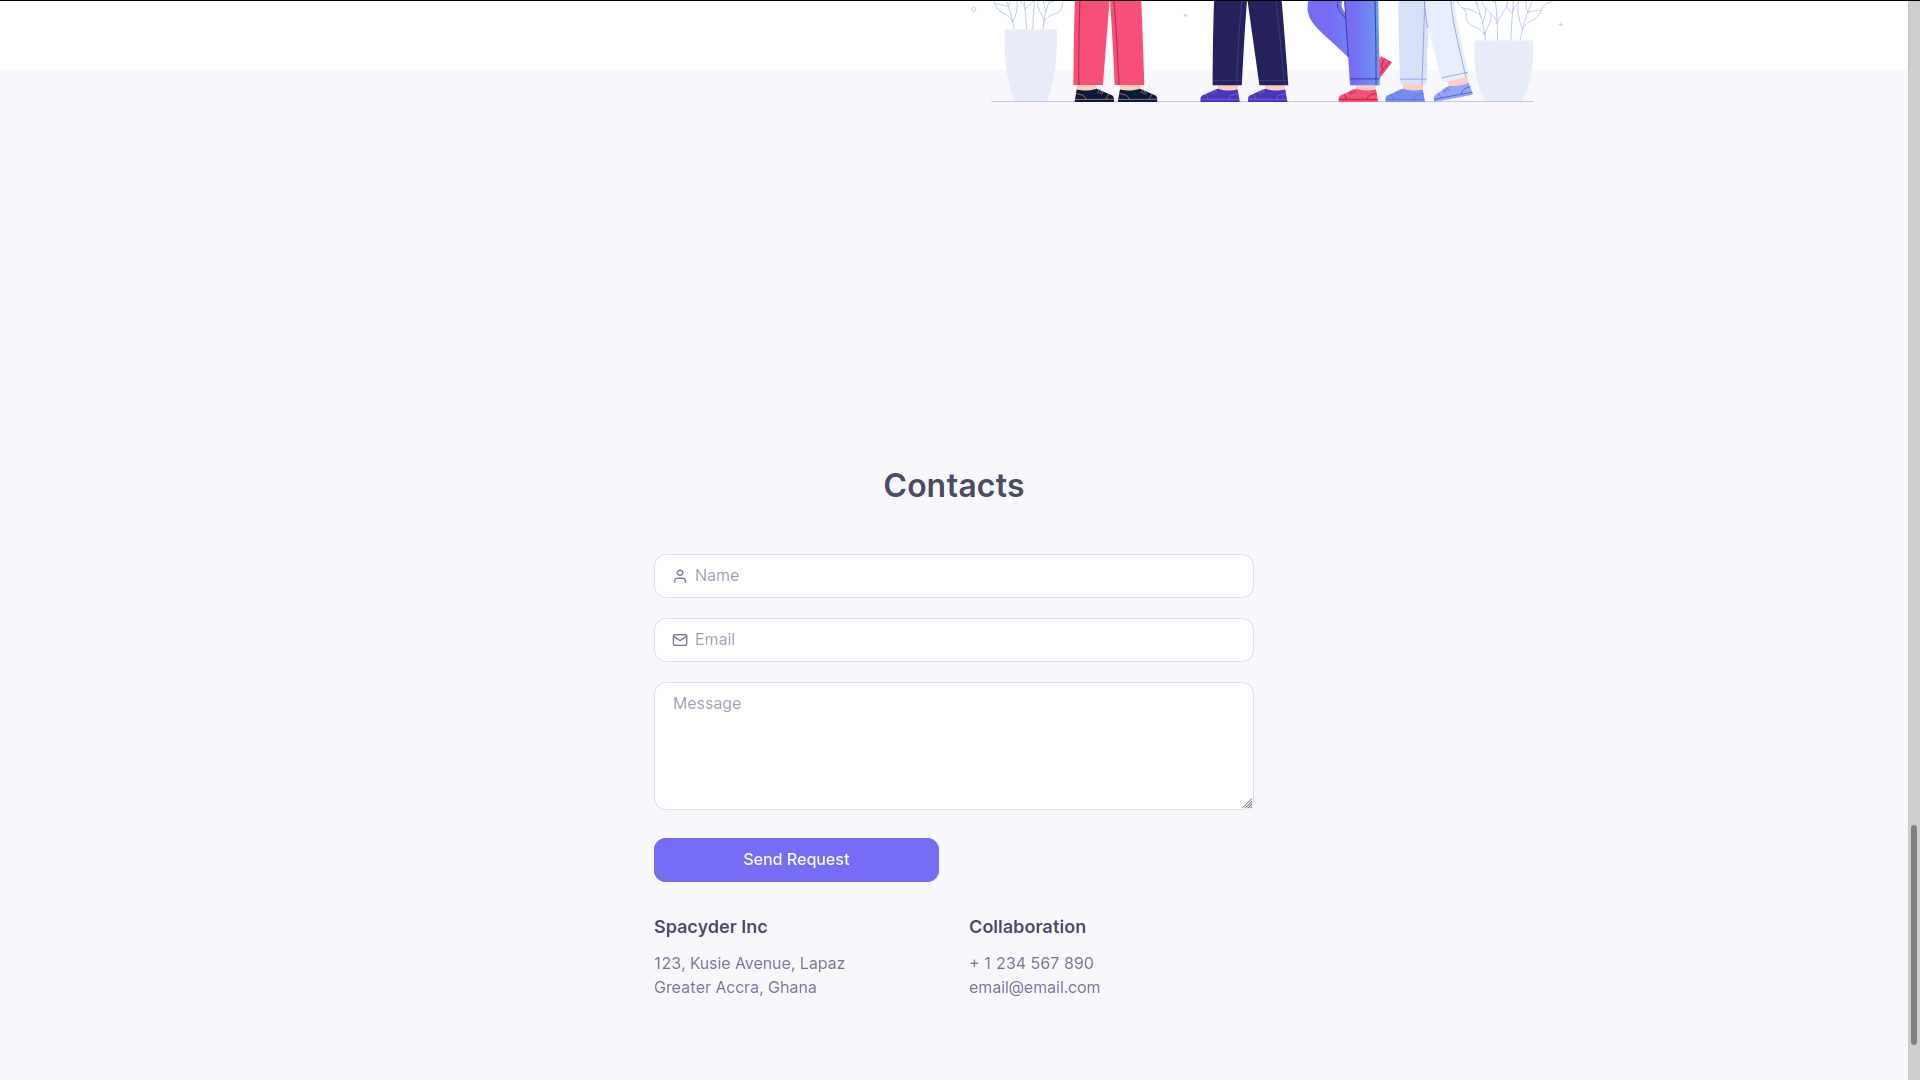 Contacts
Name
Email
Message
Send Request
Spacyder Inc
123, Kusie Avenue, Lapaz
Greater Accra, Ghana
Collaboration
+ 1 234 567 890
email@email.com